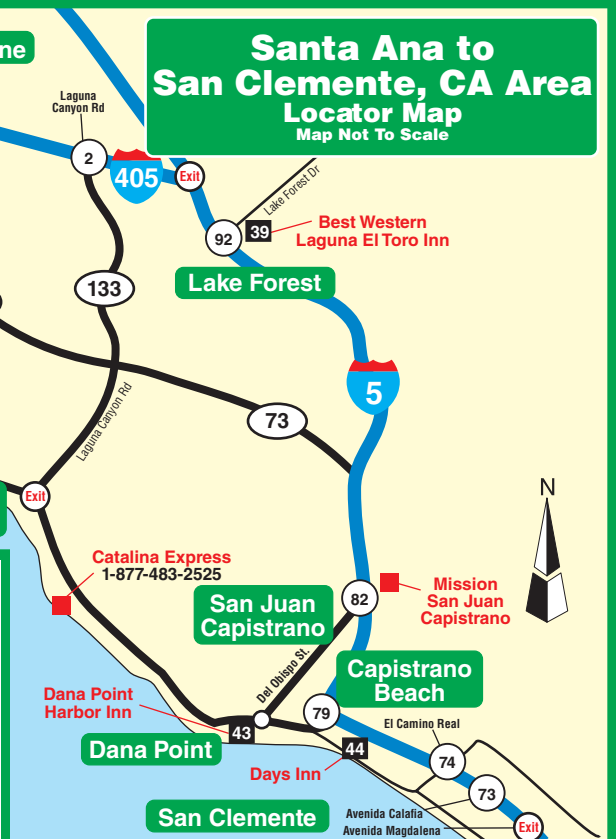 ne
Santa Ana to
San Clemente, CA Area
Locator Map
Map Not To Scale
Laguna
Canyon Rd
2
405
Exit
Lake Forest Dr
92
39
Best Western
Laguna El Toro Inn
Lake Forest
133
5
Laguna Canyon Rd
73
Exit
N
Catalina Express
1-877-483-2525
San Juan
Capistrano
82
Mission
San Juan
Capistrano
Del Obispo St.
Capistrano
Beach
Dana Point
Harbor Inn
79
43
Dana Point
44
El Camino Real
Days Inn
74
73
San Clemente
Avenida Calafia
Avenida Magdalena
Exit